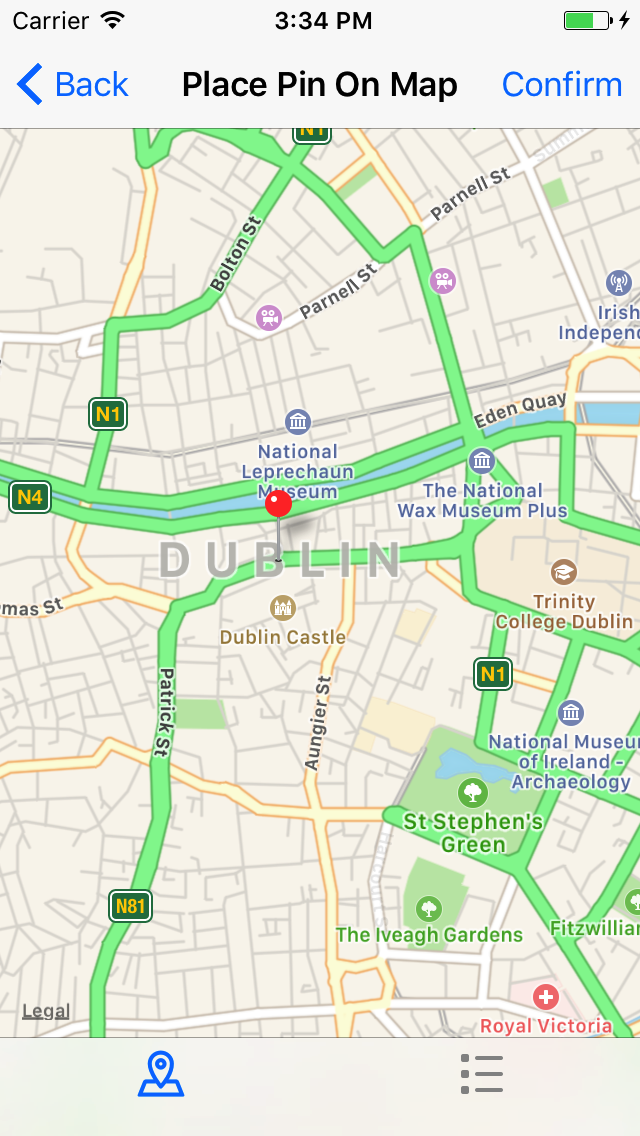 Carrier 3:34 PM
Back Place Pin On Map Confirm
N1
Parnell St
Bolton St
Parnell St
Irish
Independ
Eden Quay
N1
National
Leprechaun
Museum
N4
The National
Wax Museum Plus
DUBLIN
mas St
Dublin Castle
Trinity
College Dublin
N1
Patrick St
Aungier St
National Museu
of Ireland -
Archaeology
St Stephen's
Green
N81
The Iveagh Gardens
Fitzwilliam
Legal
Royal Victoria